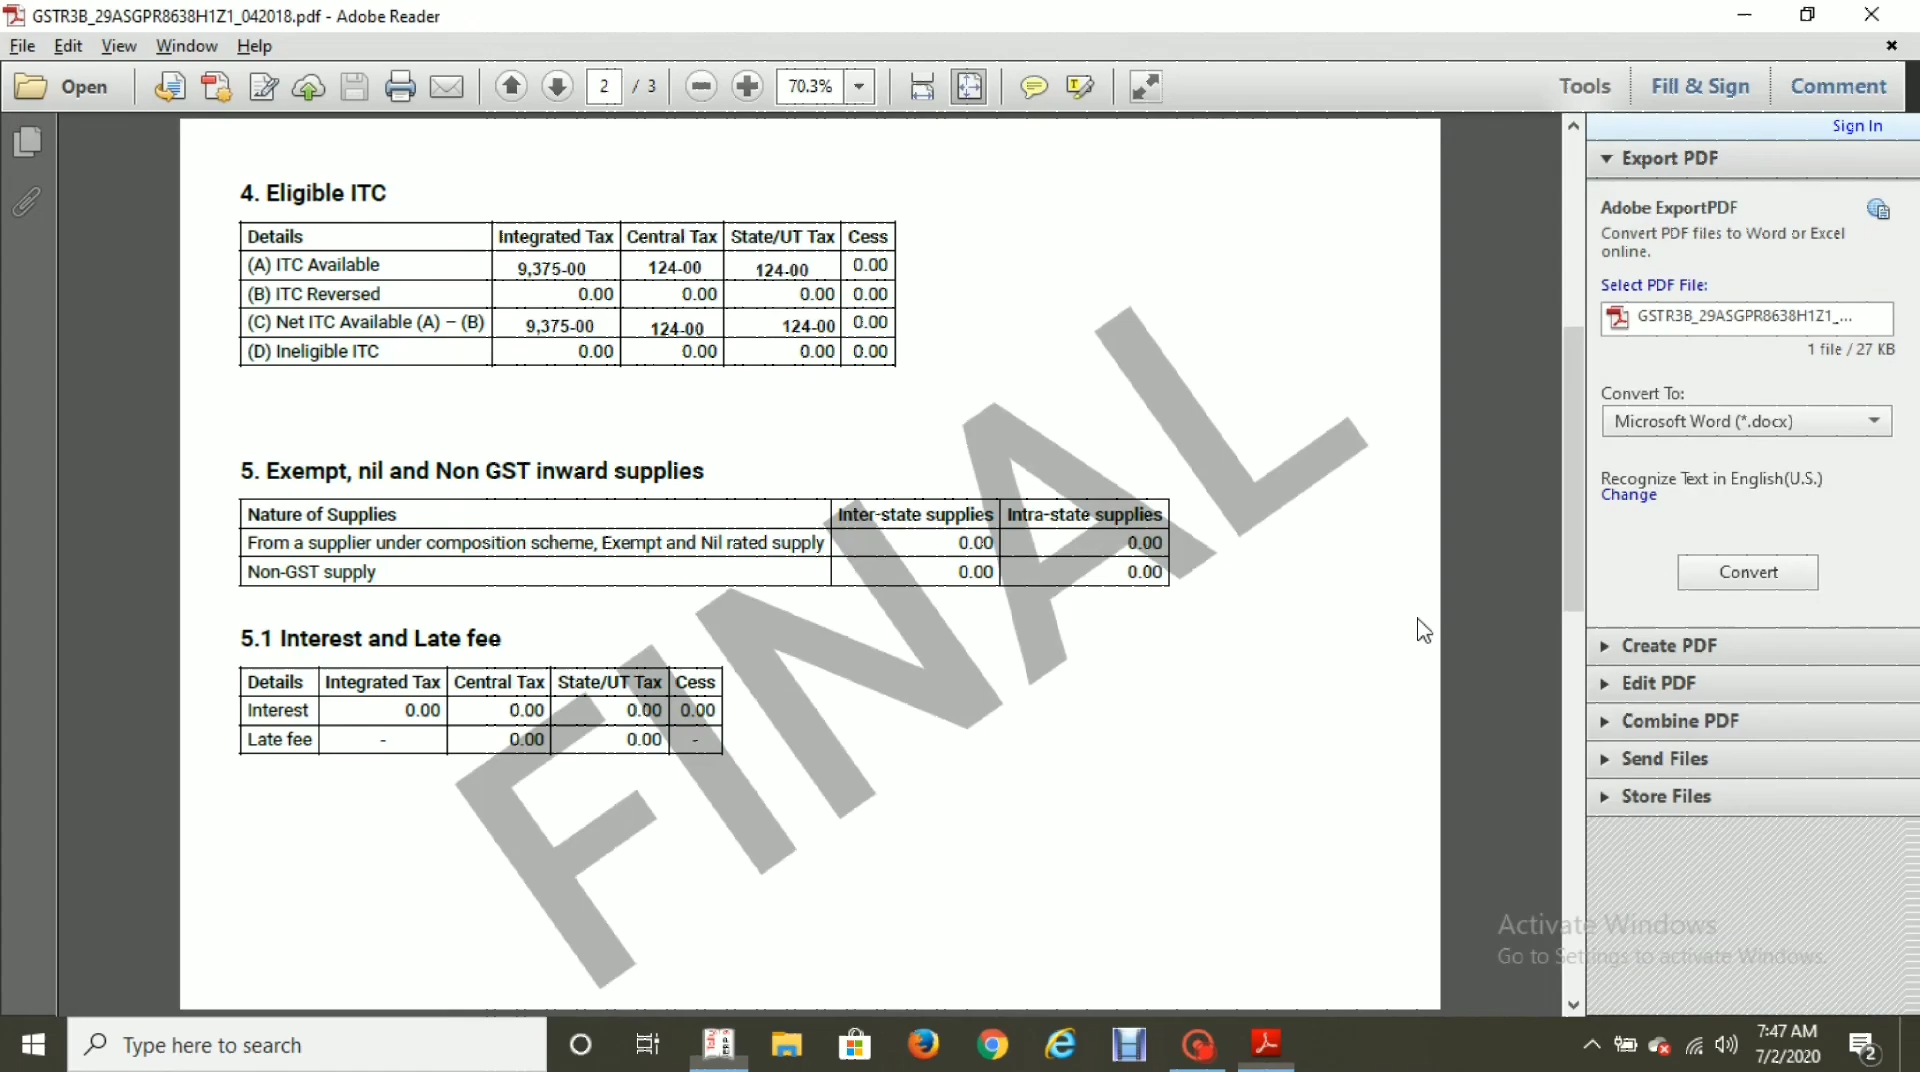 GSTR3B_29ASGPR8638H1Z1_042018.pdf - Adobe Reader
File Edit View Window Help
Open 2 / 3 70.3% Tools Fill & Sign Comment
Sign In
4. Eligible ITC
Details Integrated Tax Central Tax State/UT Tax Cess
(A) ITC Available 9,375-00 124-00 124-00 0.00
(B) ITC Reversed 0.00 0.00 0.00 0.00
(C) Net ITC Available (A) – (B) 9,375-00 124-00 124-00 0.00
(D) Ineligible ITC 0.00 0.00 0.00 0.00
5. Exempt, nil and Non GST inward supplies
Nature of Supplies Inter-state supplies Intra-state supplies
From a supplier under composition scheme, Exempt and Nil rated supply 0.00 0.00
Non-GST supply 0.00 0.00
5.1 Interest and Late fee
Details Integrated Tax Central Tax State/UT Tax Cess
Interest 0.00 0.00 0.00 0.00
Late fee - 0.00 0.00 -
FINAL
Export PDF
Adobe ExportPDF
Convert PDF files to Word or Excel
online.
Select PDF File:
GSTR3B_29ASGPR8638H1Z1_...
1 file / 27 KB
Convert To:
Microsoft Word (*.docx)
Recognize Text in English(U.S.)
Change
Convert
Create PDF
Edit PDF
Combine PDF
Send Files
Store Files
Activate Windows
Go to Settings to activate Windows.
Type here to search
7:47 AM
7/2/2020
2